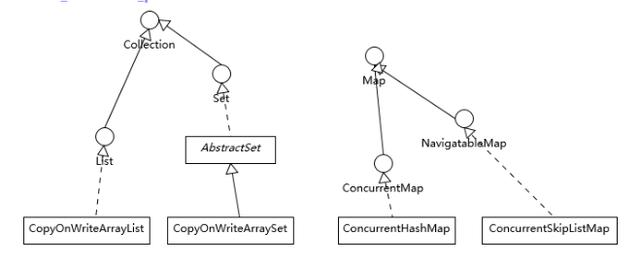 Collection
Map
Set
NavigatableMap
AbstractSet
List
ConcurrentMap
CopyOnWriteArrayList
CopyOnWriteArraySet
ConcurrentHashMap
ConcurrentSkipListMap